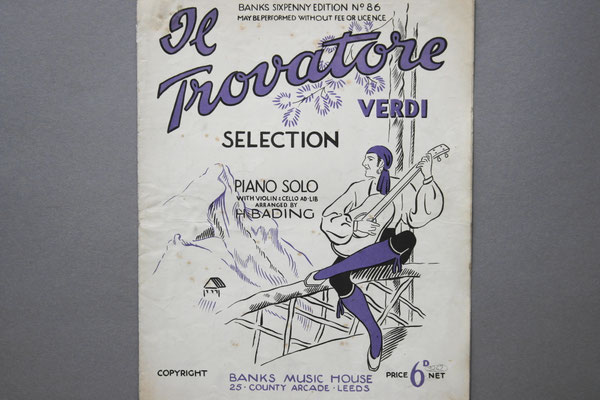 BANKS SIXPENNY EDITION No 86
MAY BE PERFORMED WITHOUT FEE OR LICENCE
Il
Trovatore
VERDI
SELECTION
PIANO SOLO
WITH VIOLIN & CELLO AD-LIB
ARRANGED BY
H. BADING
COPYRIGHT
BANKS MUSIC HOUSE
25 · COUNTY ARCADE · LEEDS
PRICE 6D NET